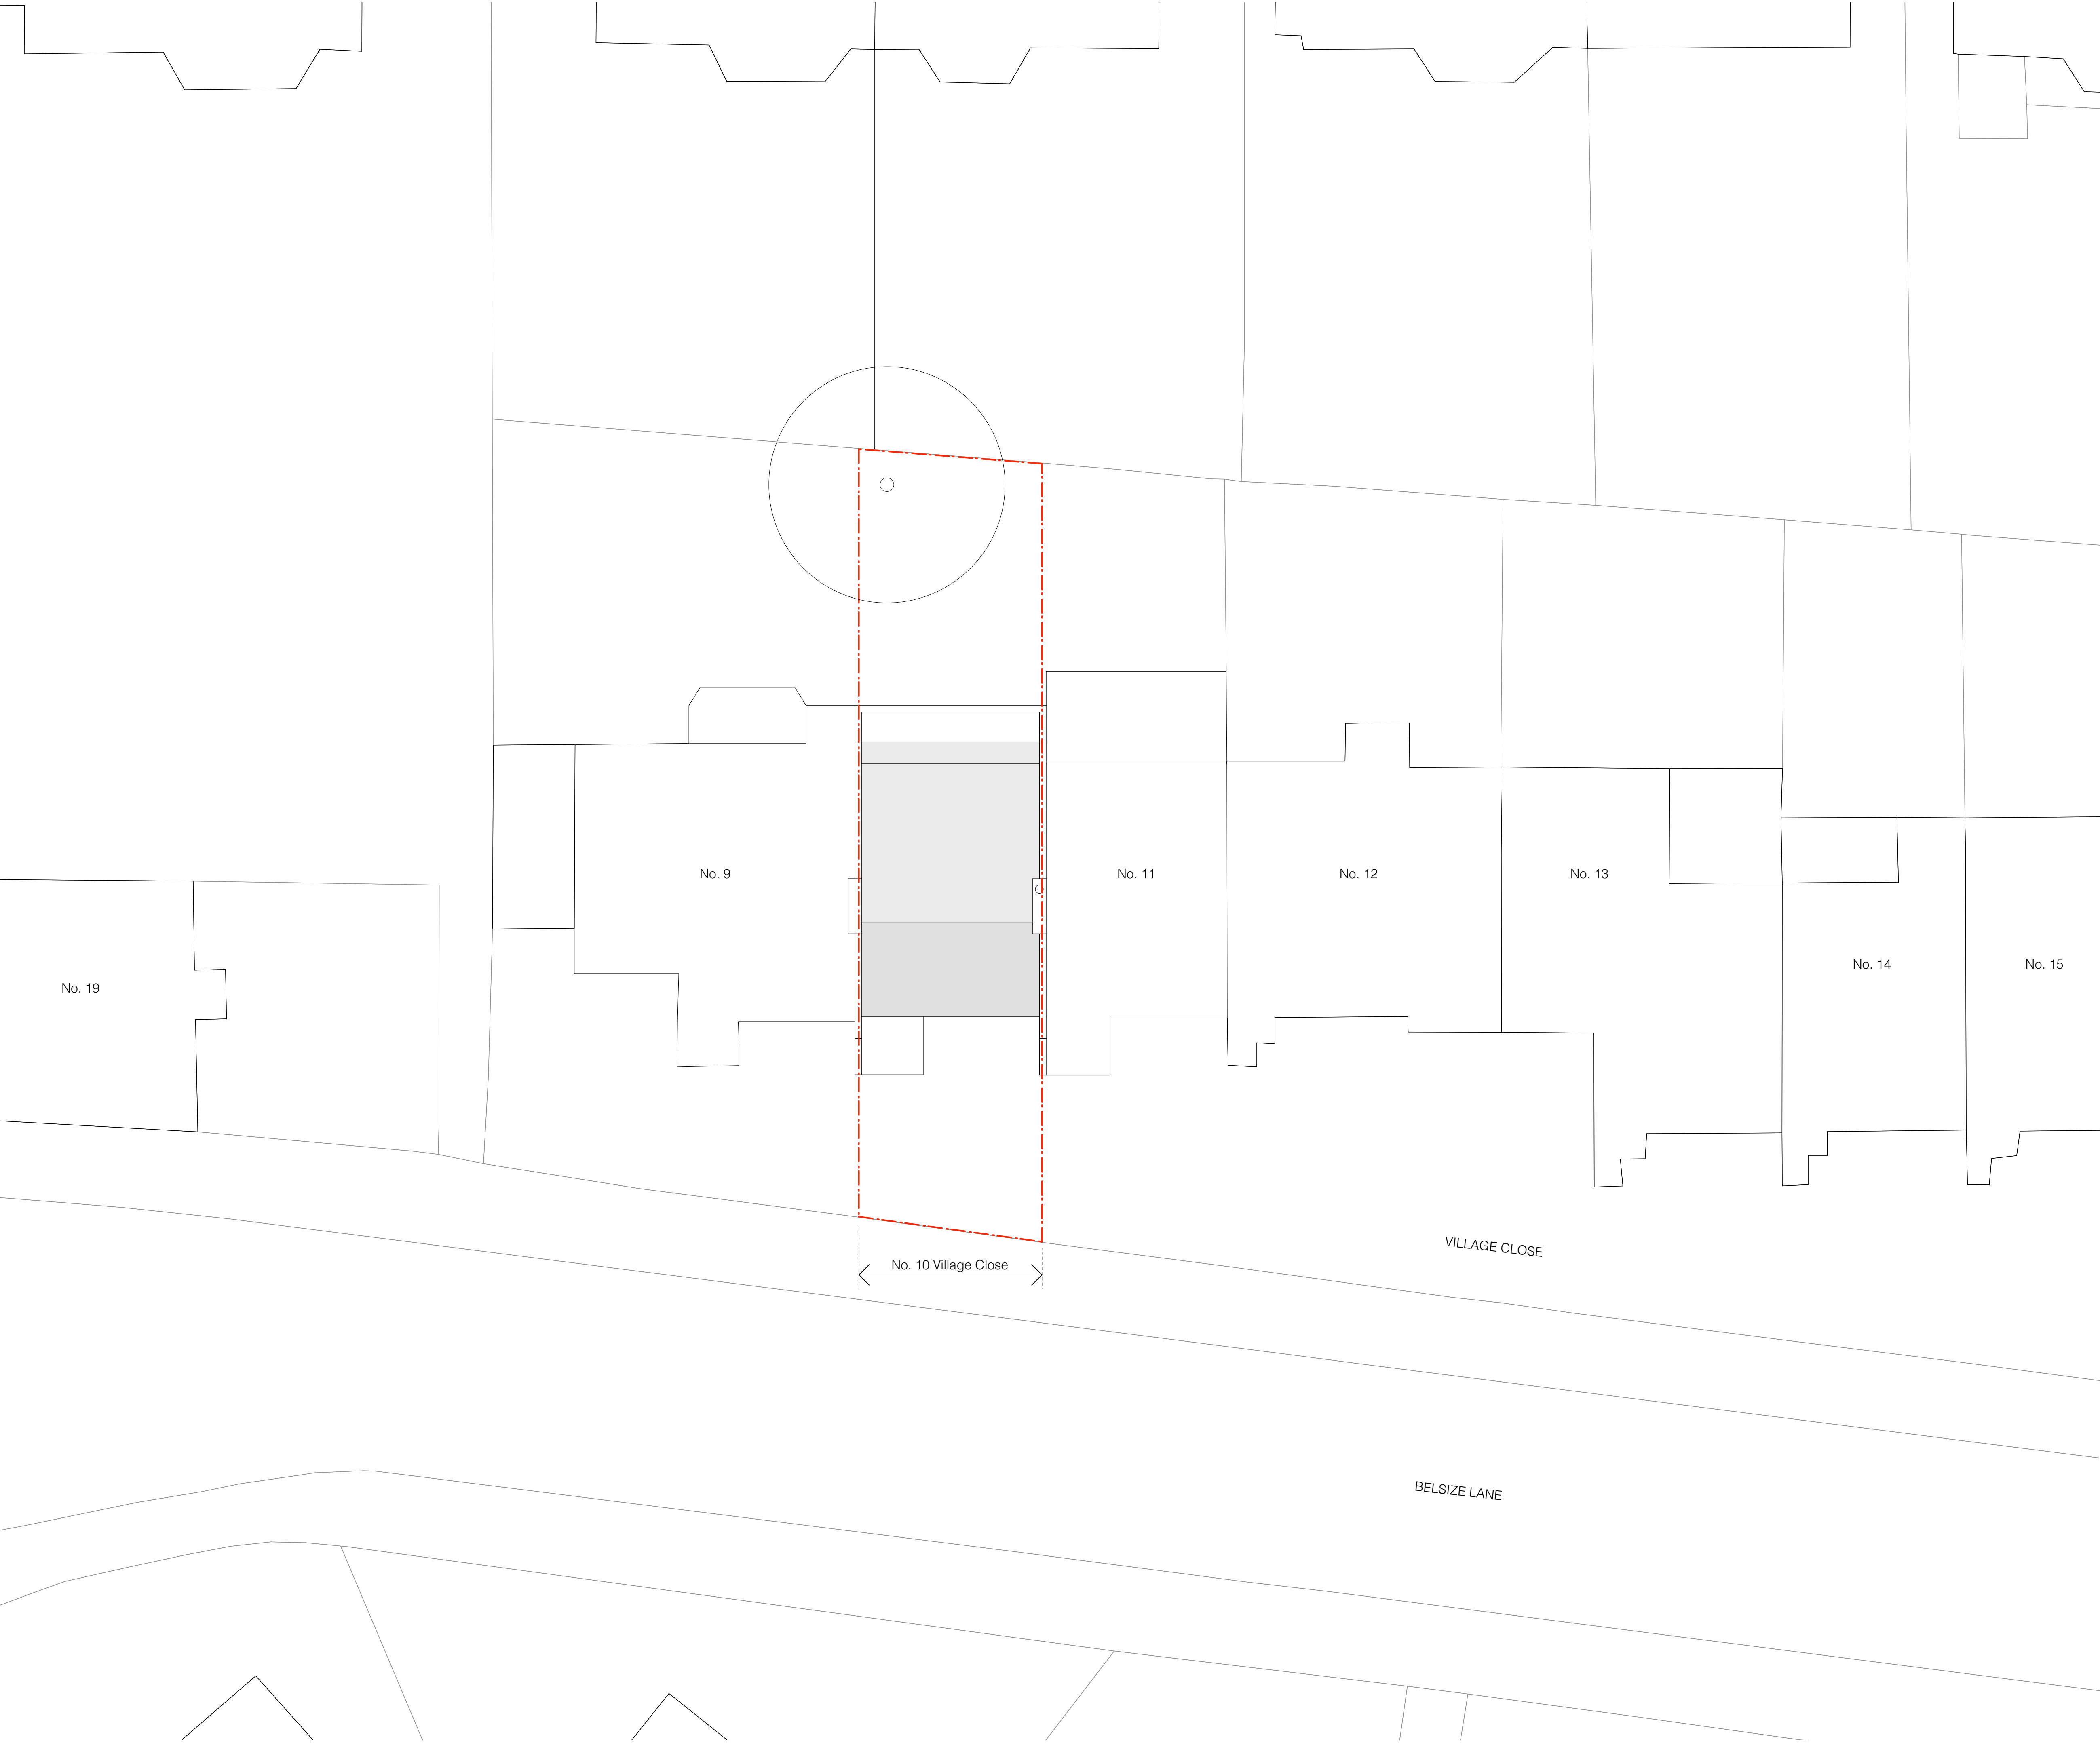 No. 9
No. 11
No. 12
No. 13
No. 14
No. 15
No. 19
VILLAGE CLOSE
No. 10 Village Close
BELSIZE LANE